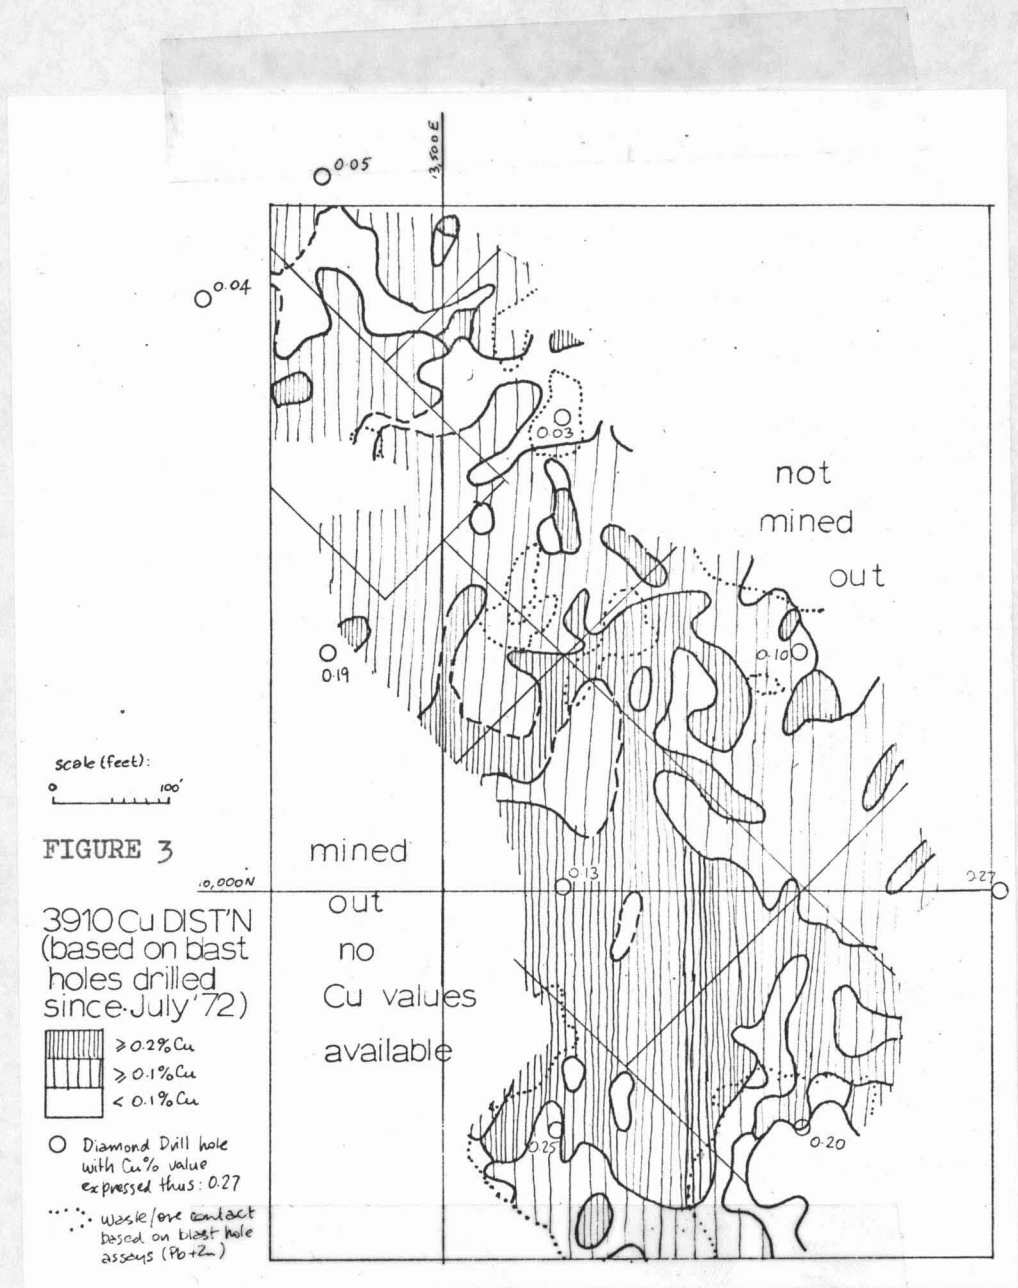 13,500E
0.05
0.04
0.03
not
mined
out
0.10
0.19
scale (feet):
0 100'
FIGURE 3
mined
out
no
Cu values
available
10,000N
0.13
.27
3910 Cu DIST'N
(based on blast
holes drilled
since July '72)
≥ 0.2% Cu
≥ 0.1% Cu
< 0.1% Cu
Diamond Drill hole
with Cu% value
expressed thus: 0.27
Waste/ore contact
based on blast hole
assays (Pb+Zn)
0.25
0.20